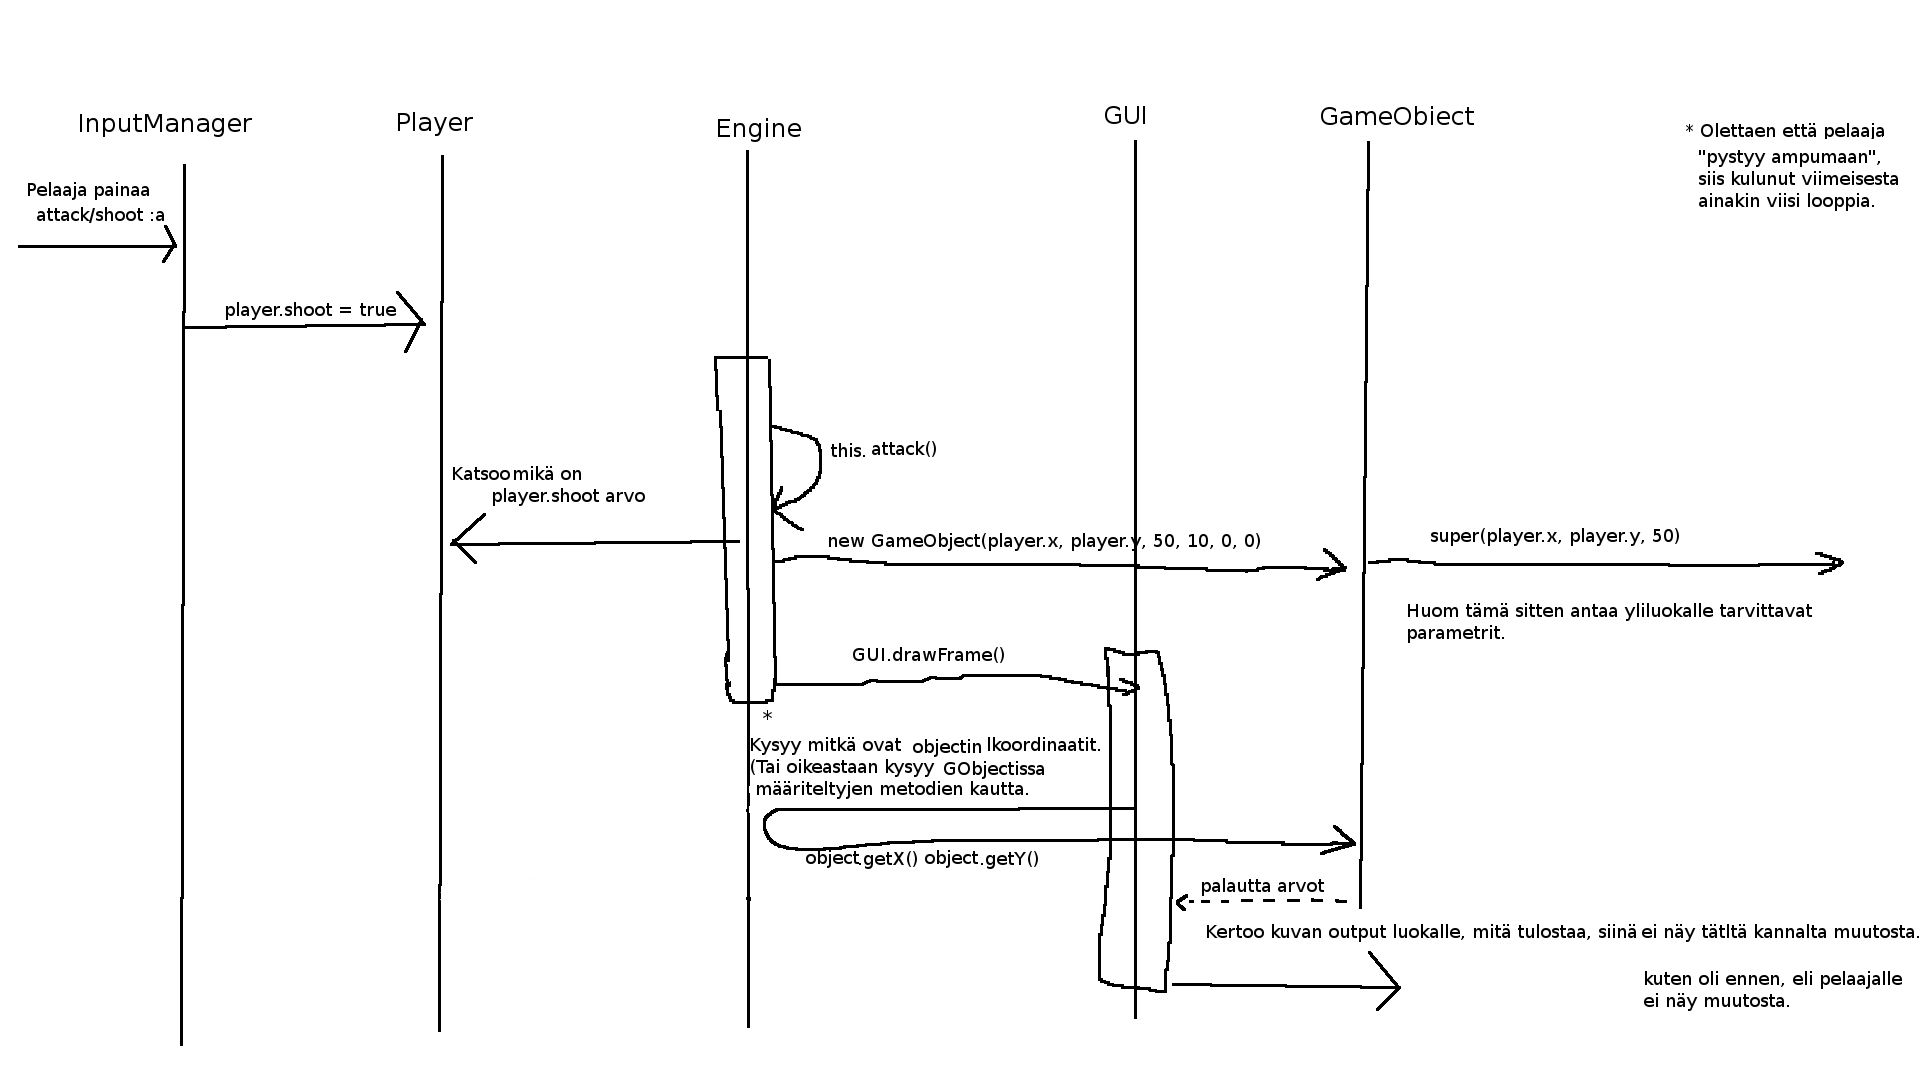 InputManager
Player
Engine
GUI
GameObject
* Olettaen että pelaaja
"pystyy ampumaan",
siis kulunut viimeisesta
ainakin viisi looppia.
Pelaaja painaa
attack/shoot :a
player.shoot = true
this. attack()
Katsoo mikä on
player.shoot arvo
new GameObject(player.x, player.y, 50, 10, 0, 0)
super(player.x, player.y, 50)
Huom tämä sitten antaa yliluokalle tarvittavat
parametrit.
GUI.drawFrame()
*
Kysyy mitkä ovat objectin lkoordinaatit.
(Tai oikeastaan kysyy GObjectissa
määriteltyjen metodien kautta.
object.getX() object.getY()
palautta arvot
Kertoo kuvan output luokalle, mitä tulostaa, siinä ei näy tätltä kannalta muutosta.
kuten oli ennen, eli pelaajalle
ei näy muutosta.